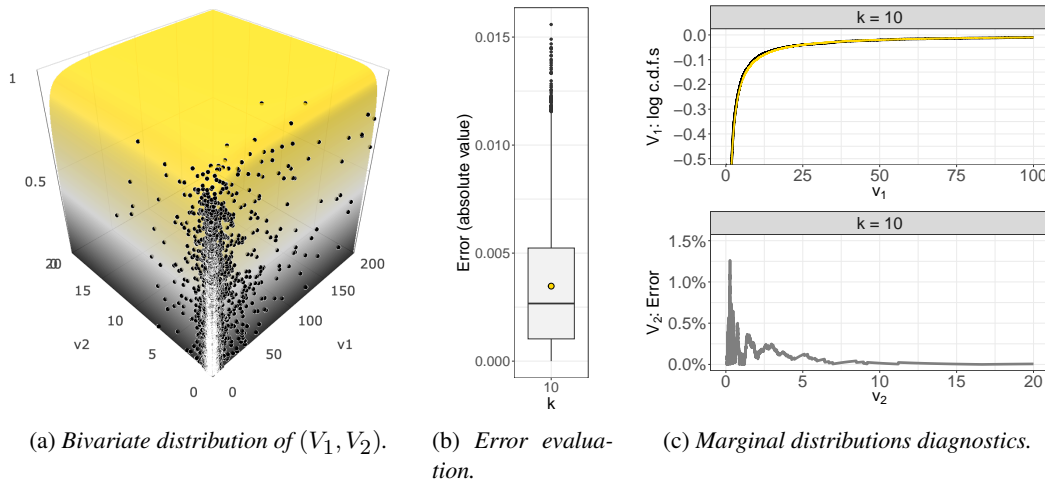 1
0.5
0
20
15
10
5
0
v2
200
150
100
50
0
v1
Error (absolute value)
0.015
0.010
0.005
0.000
10
k
k = 10
V1: log c.d.f.s
0.0
−0.1
−0.2
−0.3
−0.4
−0.5
0
25
50
75
100
v1
k = 10
V2: Error
1.5%
1.0%
0.5%
0.0%
0
5
10
15
20
v2
(a) Bivariate distribution of (V1, V2).
(b) Error evalua-
tion.
(c) Marginal distributions diagnostics.